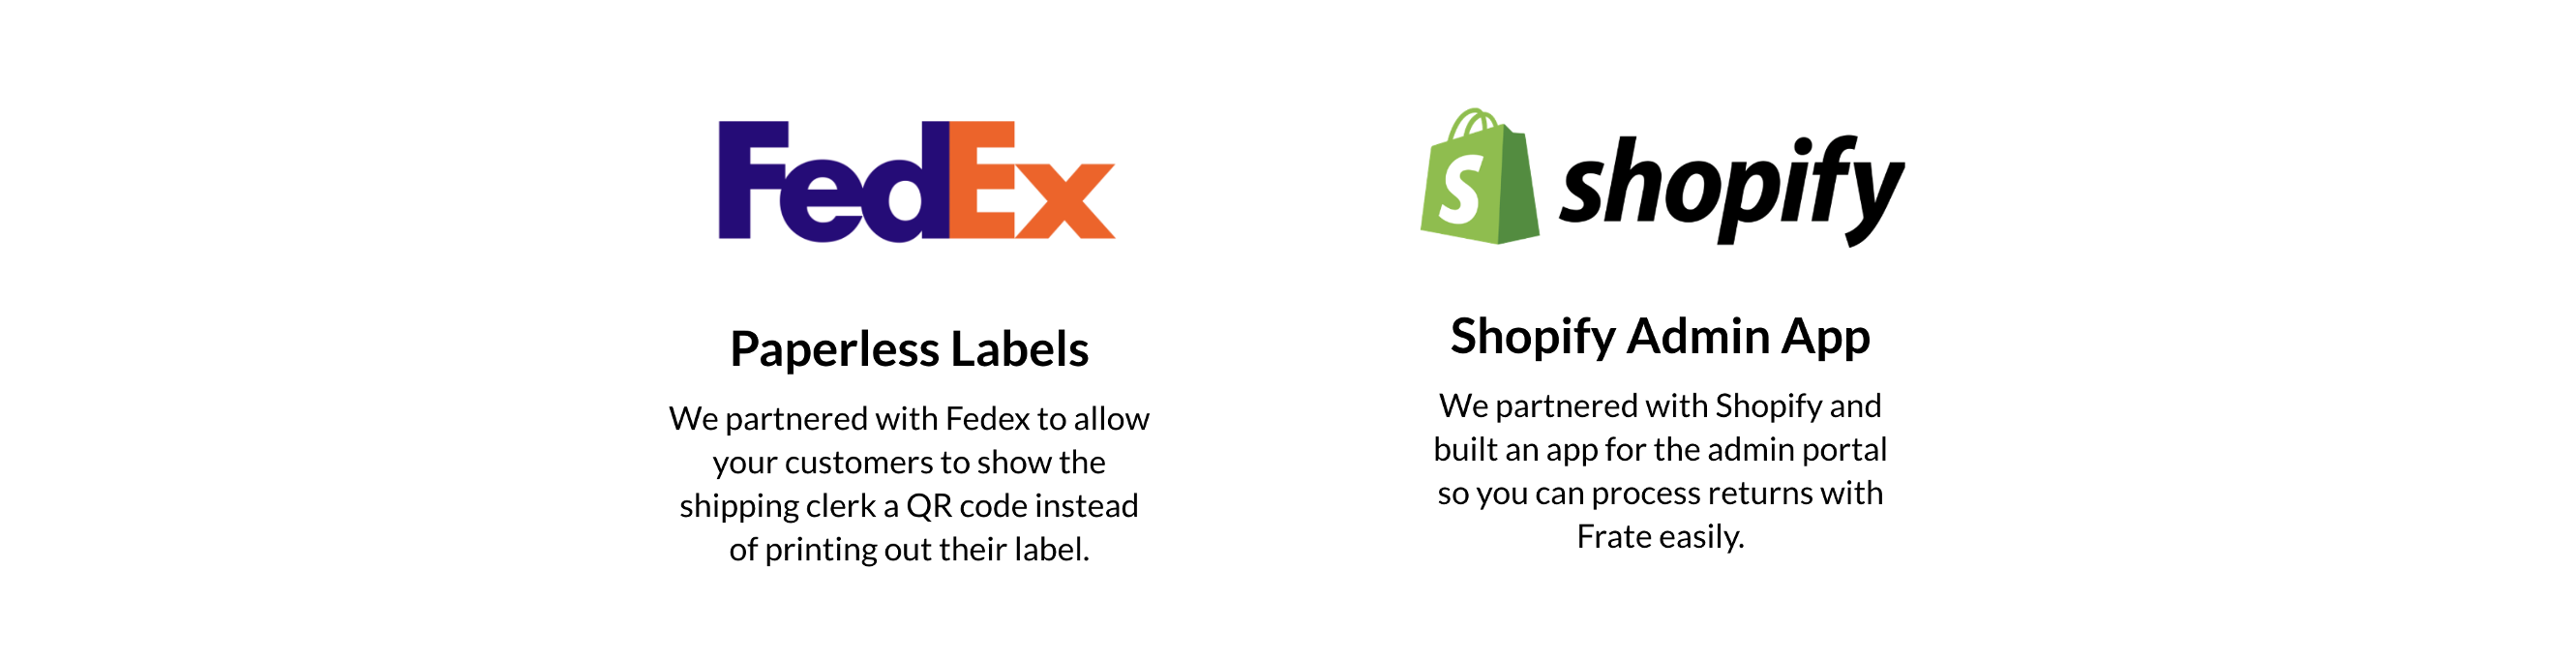 FedEx
Paperless Labels
We partnered with Fedex to allow
your customers to show the
shipping clerk a QR code instead
of printing out their label.
S shopify
Shopify Admin App
We partnered with Shopify and
built an app for the admin portal
so you can process returns with
Frate easily.